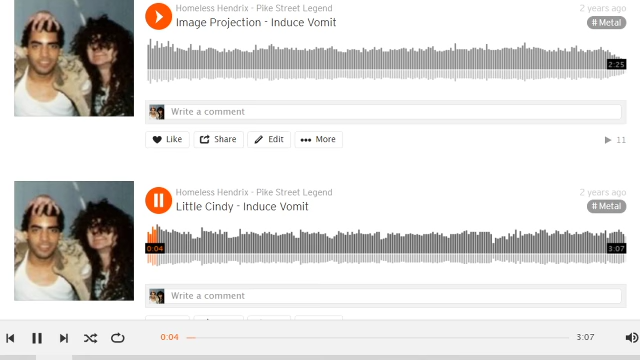 Homeless Hendrix - Pike Street Legend
2 years ago
Image Projection - Induce Vomit
# Metal
2:25
Write a comment
Like Share Edit More
11
Homeless Hendrix - Pike Street Legend
2 years ago
Little Cindy - Induce Vomit
# Metal
0:04
3:07
Write a comment
0:04
3:07